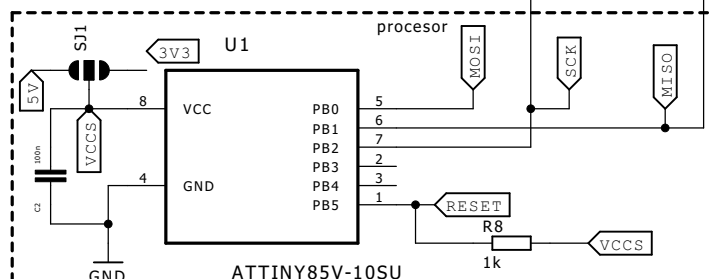 procesor
SJ1
3V3
5V
U1
MOSI
SCK
MISO
8
VCC
PB0
5
PB1
6
PB2
7
PB3
2
PB4
3
PB5
1
VCCS
100n
C2
4
GND
RESET
R8
1k
VCCS
GND
ATTINY85V-10SU